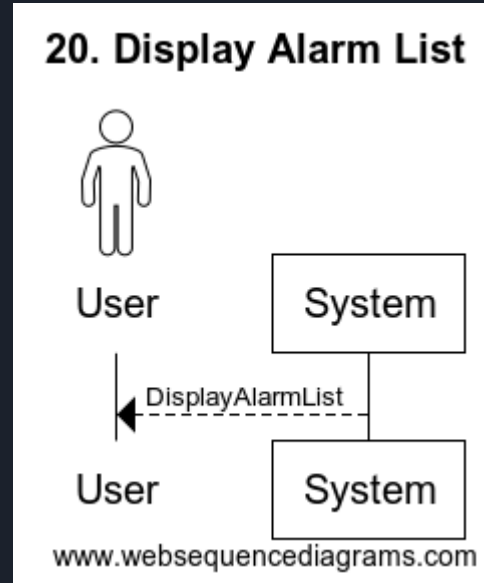 20. Display Alarm List
User
System
DisplayAlarmList
User
System
www.websequencediagrams.com